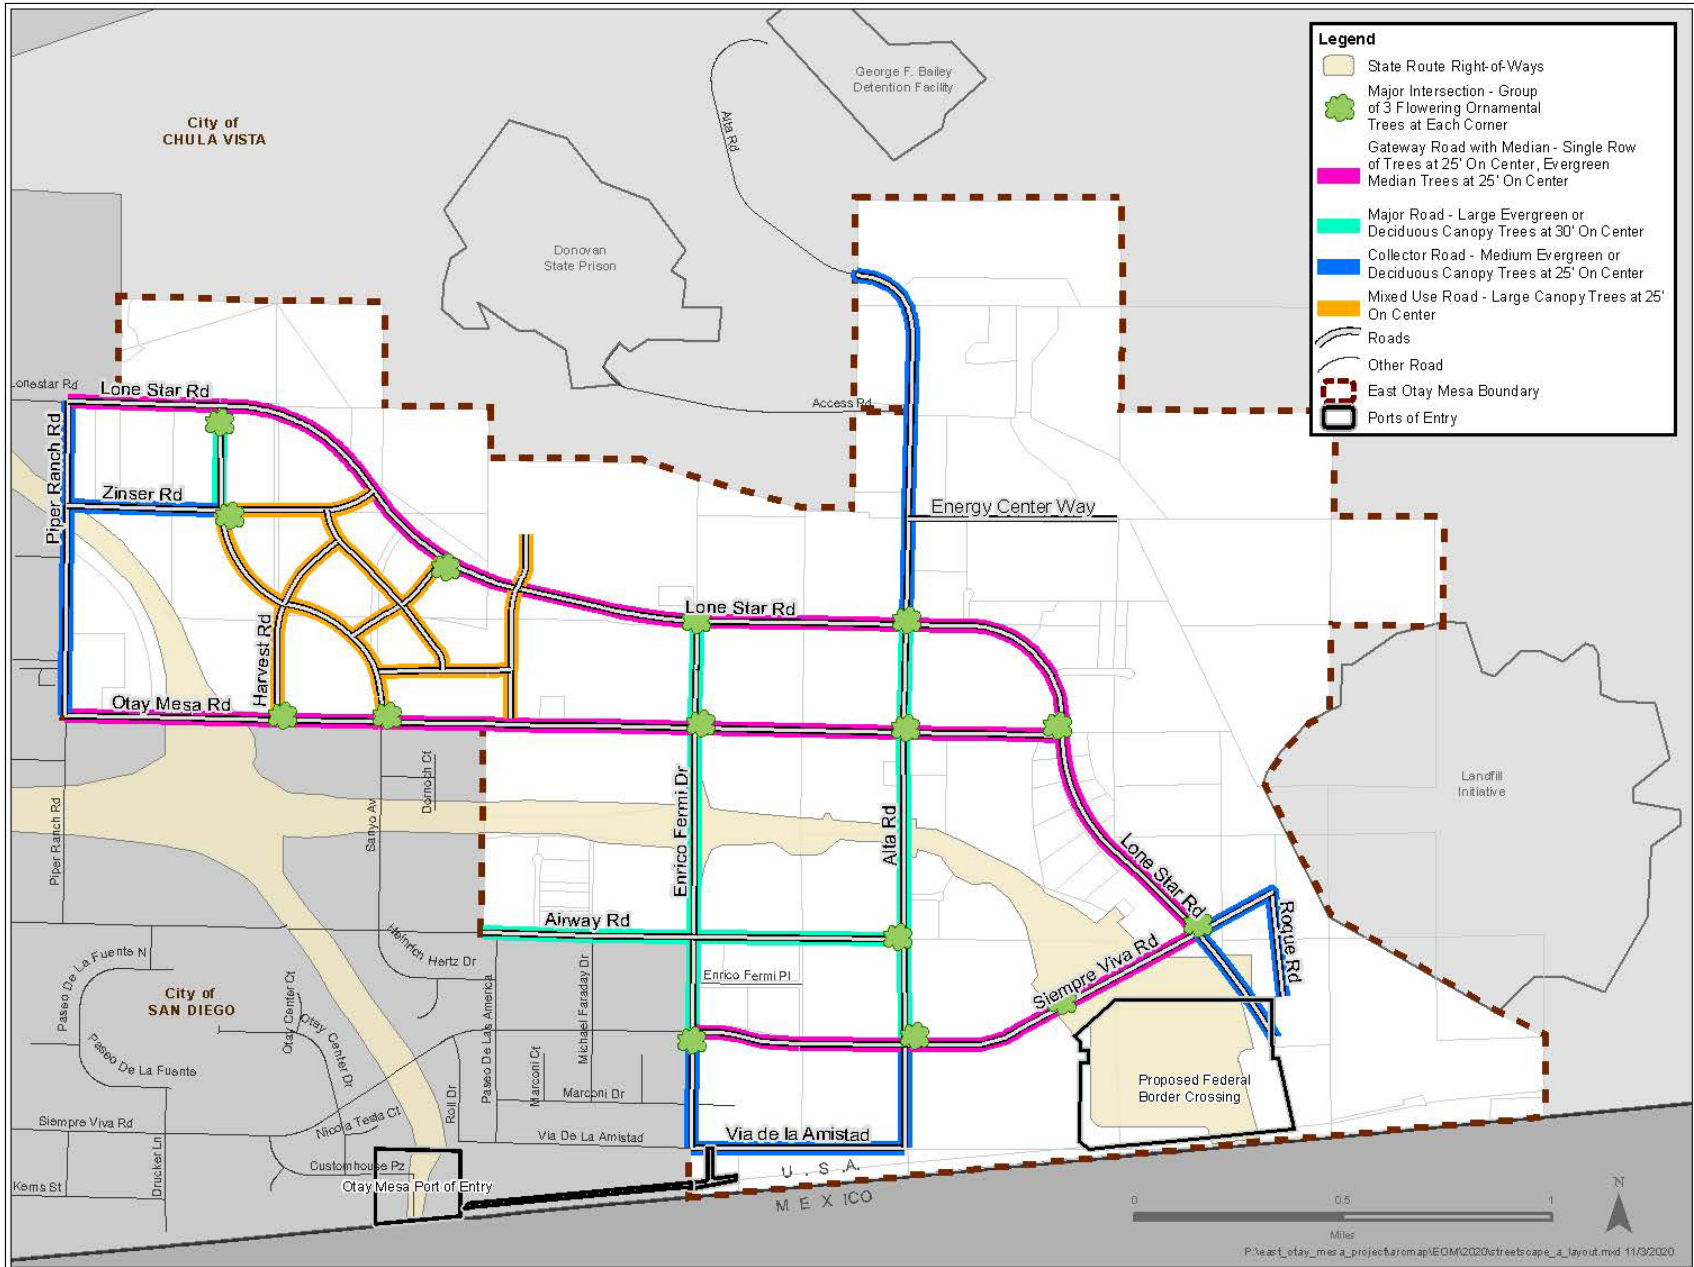 Legend
State Route Right-of-Ways
Major Intersection - Group
of 3 Flowering Ornamental
Trees at Each Corner
Gateway Road with Median - Single Row
of Trees at 25' On Center, Evergreen
Median Trees at 25' On Center
Major Road - Large Evergreen or
Deciduous Canopy Trees at 30' On Center
Collector Road - Medium Evergreen or
Deciduous Canopy Trees at 25' On Center
Mixed Use Road - Large Canopy Trees at 25'
On Center
Roads
Other Road
East Otay Mesa Boundary
Ports of Entry
George F. Bailey
Detention Facility
City of
CHULA VISTA
Alta Rd
Donovan
State Prison
Access Rd
Lonestar Rd
Lone Star Rd
Piper Ranch Rd
Zinser Rd
Energy Center Way
Lone Star Rd
Harvest Rd
Otay Mesa Rd
Landfill
Initiative
Dornoch Ct
Sanyo Av
Piper Ranch Rd
Enrico Fermi Dr
Alta Rd
Lone Star Rd
Airway Rd
Rogue Rd
Heinrich Hertz Dr
Paseo De La Fuente N
Siempre Viva Rd
Enrico Fermi Pl
City of
SAN DIEGO
Otay Center Ct
Otay Center Dr
Paseo De Las America
Michael Faraday Dr
Paseo De La Fuente
Marconi Ct
Marconi Dr
Roll Dr
Proposed Federal
Border Crossing
Siempre Viva Rd
Nicola Tesla Ct
Via De La Amistad
Via de la Amistad
Drucker Ln
Customhouse Pz
Kerns St
Otay Mesa Port of Entry
U. S. A.
MEXICO
0 0.5 1
Miles
N
P:\east_otay_mesa_project\arcmap\EOM\2020\streetscape_a_layout.mxd 11/3/2020